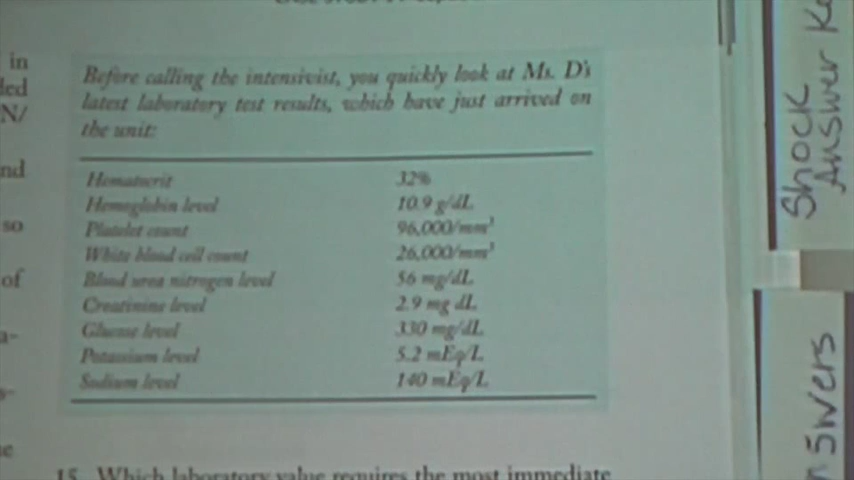 in
N/
nd
so
of
a-
Before calling the intensivist, you quickly look at Ms. D's
latest laboratory test results, which have just arrived on
the unit:
Hematocrit 32%
Hemoglobin level 10.9 g/dL
Platelet count 96,000/mm³
White blood cell count 26,000/mm³
Blood urea nitrogen level 56 mg/dL
Creatinine level 2.9 mg dL
Glucose level 330 mg/dL
Potassium level 5.2 mEq/L
Sodium level 140 mEq/L
15. Which laboratory value requires the most immediate
Shock
Answer